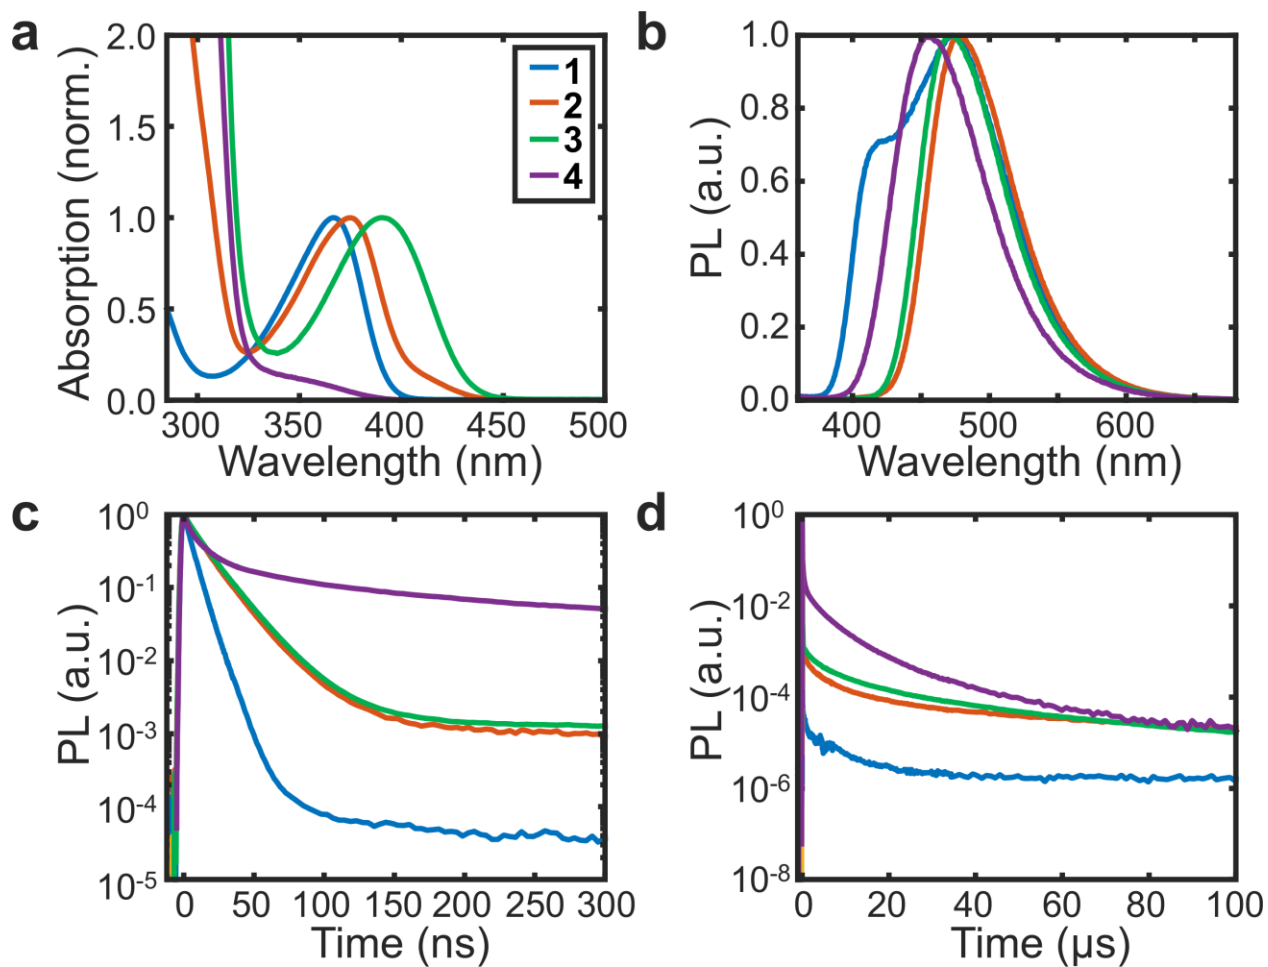 a
Absorption (norm.)
2.0
1.5
1.0
0.5
0.0
300 350 400 450 500
Wavelength (nm)
1
2
3
4
b
PL (a.u.)
1.0
0.8
0.6
0.4
0.2
0.0
400 500 600
Wavelength (nm)
c
PL (a.u.)
10⁰
10⁻¹
10⁻²
10⁻³
10⁻⁴
10⁻⁵
0 50 100 150 200 250 300
Time (ns)
d
PL (a.u.)
10⁰
10⁻²
10⁻⁴
10⁻⁶
10⁻⁸
0 20 40 60 80 100
Time (µs)